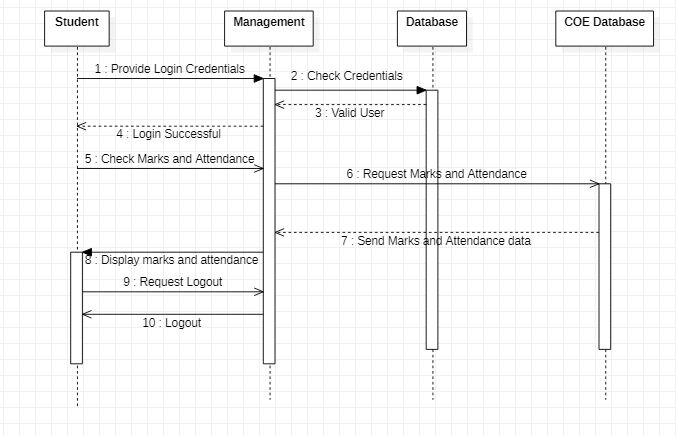 Student
Management
Database
COE Database
1 : Provide Login Credentials
2 : Check Credentials
3 : Valid User
4 : Login Successful
5 : Check Marks and Attendance
6 : Request Marks and Attendance
7 : Send Marks and Attendance data
8 : Display marks and attendance
9 : Request Logout
10 : Logout